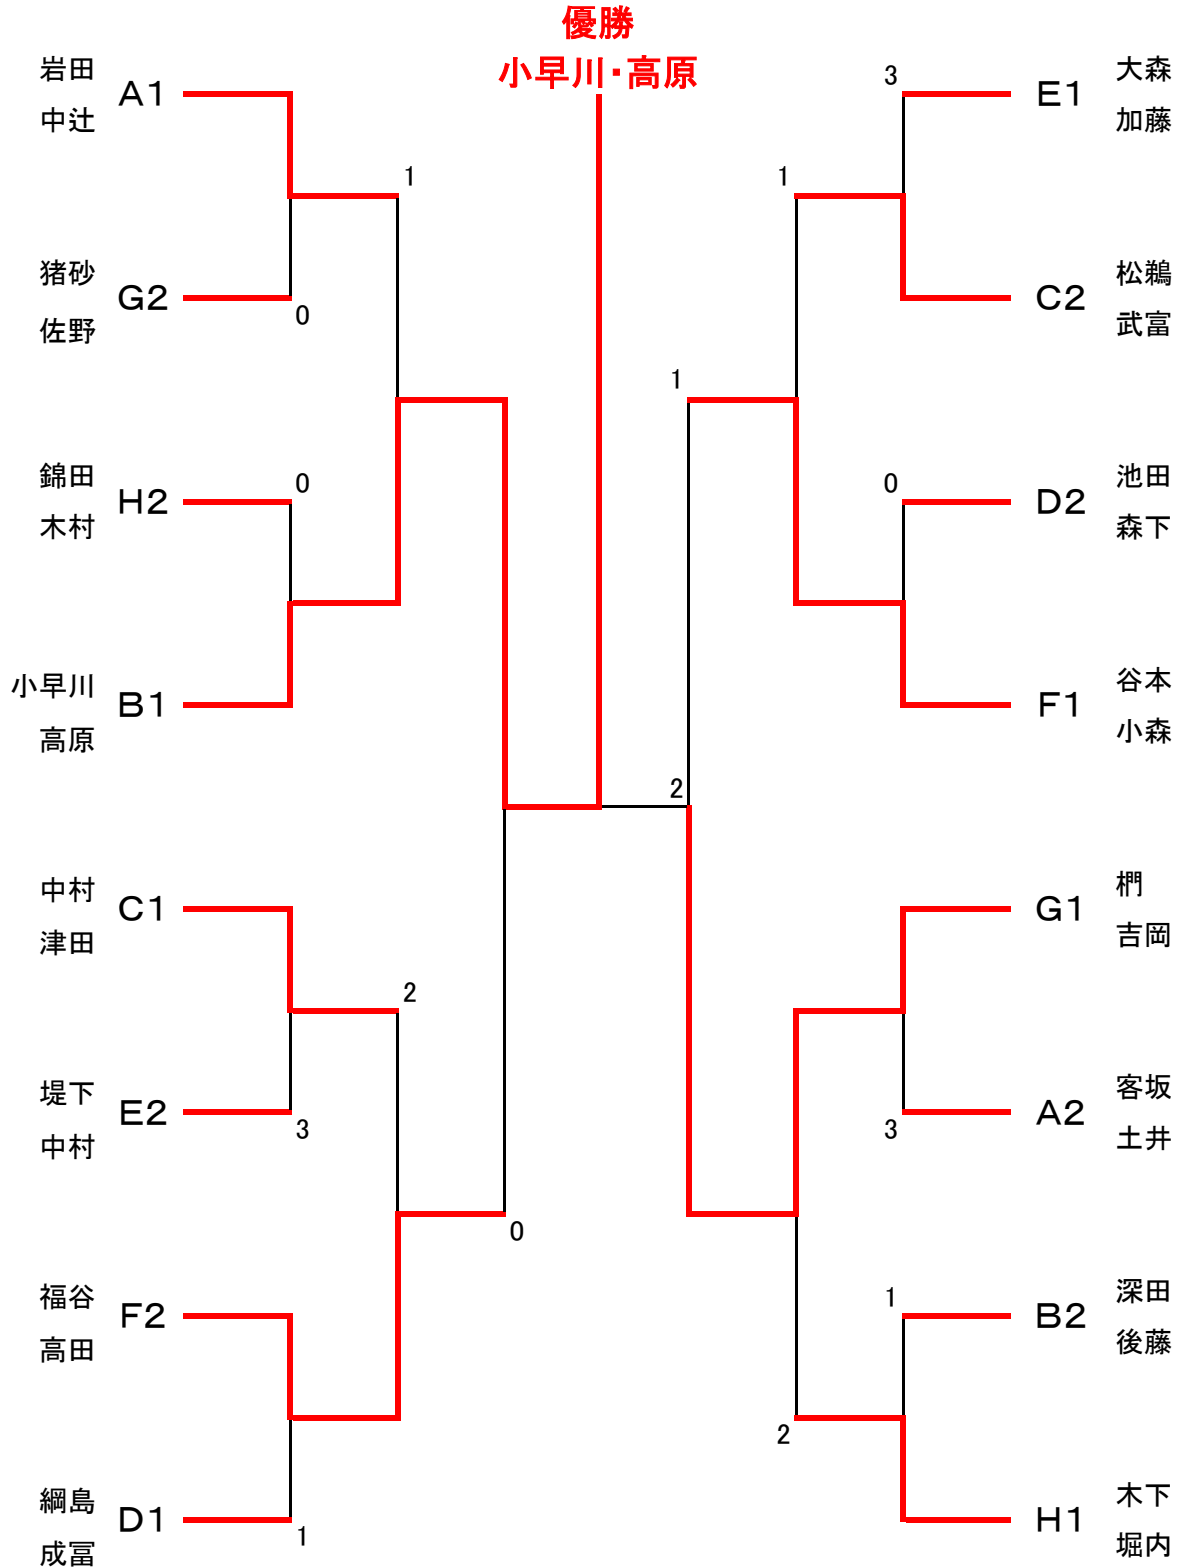 優勝
小早川・高原
岩田
中辻
A1
1
猪砂
佐野
G2
0
錦田
木村
H2
0
小早川
高原
B1
中村
津田
C1
2
堤下
中村
E2
3
0
福谷
高田
F2
綱島
成冨
D1
1
3
E1
大森
加藤
1
C2
松鵜
武富
1
0
D2
池田
森下
F1
谷本
小森
2
G1
椚
吉岡
3
A2
客坂
土井
1
B2
深田
後藤
2
H1
木下
堀内